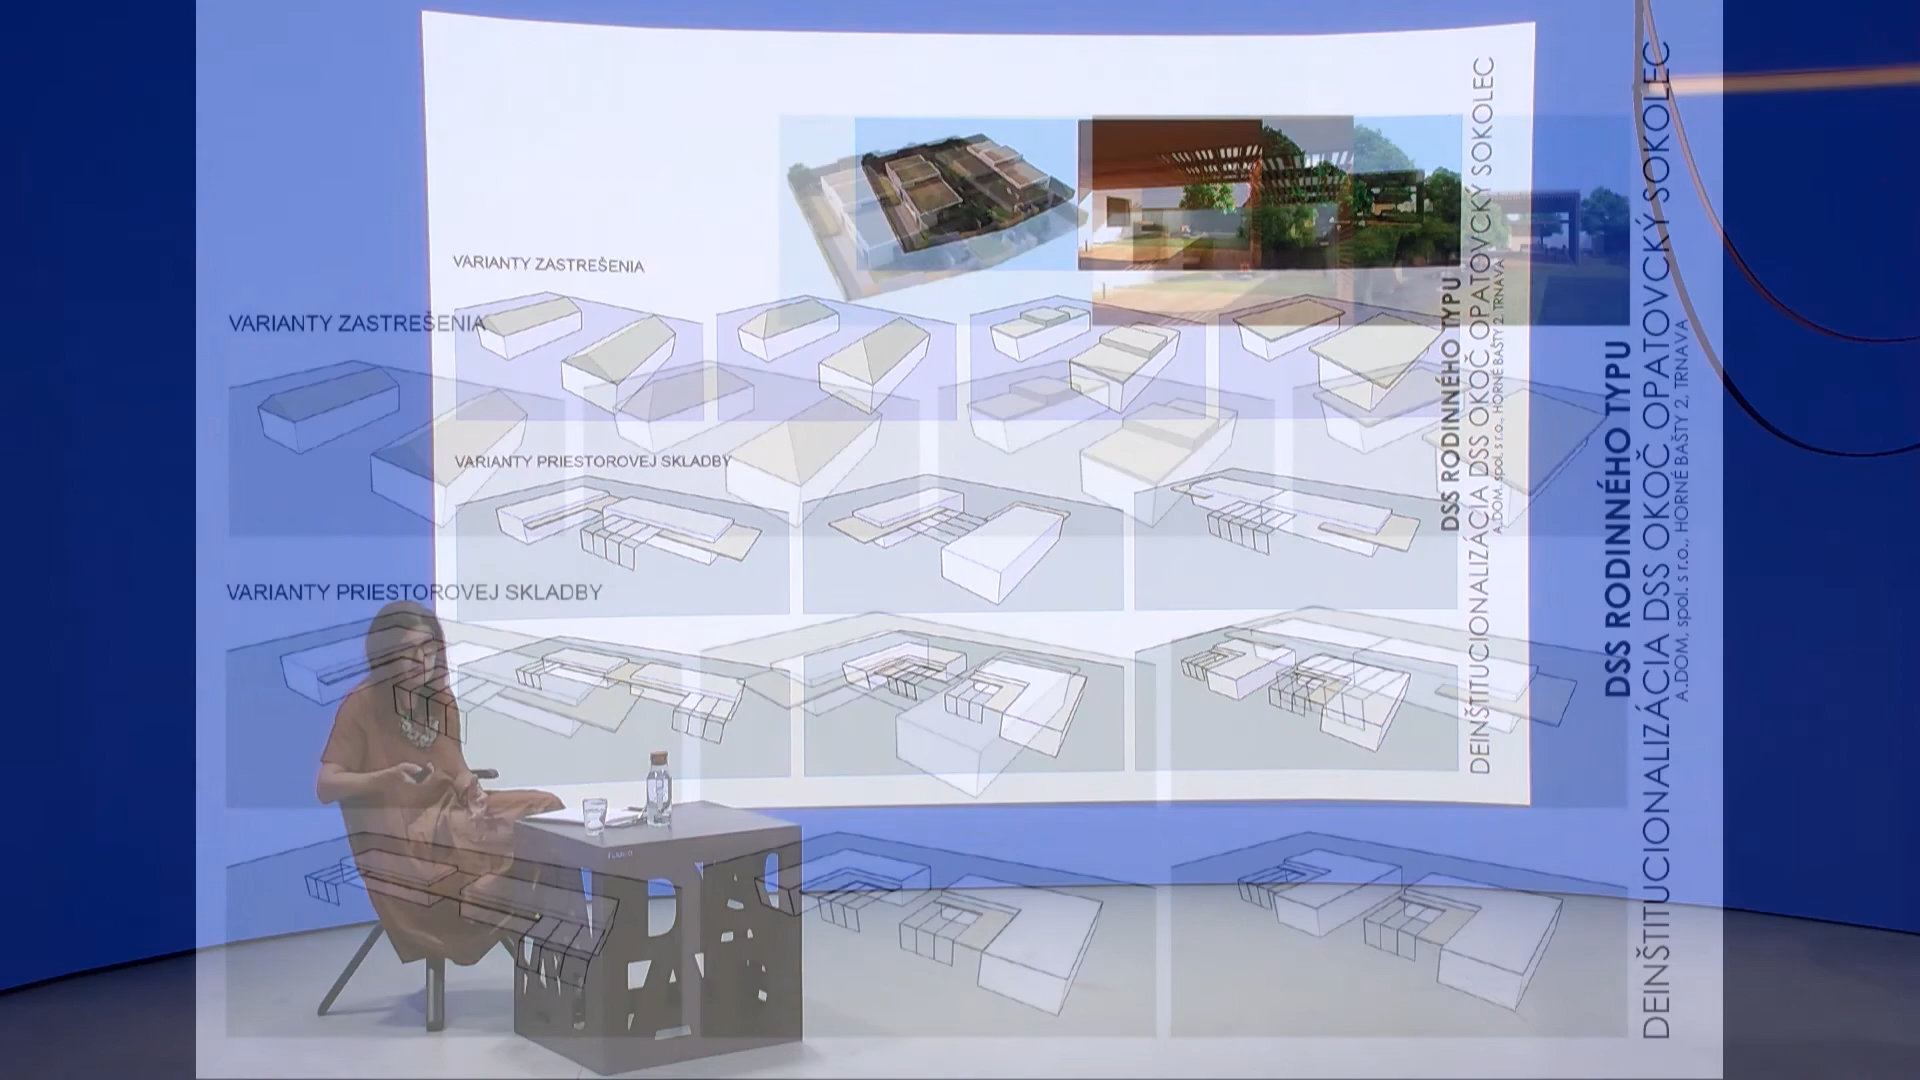 VARIANTY ZASTREŠENIA
VARIANTY PRIESTOROVEJ SKLADBY
DSS RODINNÉHO TYPU
DEINŠTITUCIONALIZÁCIA DSS OKOČ OPATOVCKÝ SOKOLEC
A.DOM, spol. s r.o., HORNÉ BAŠTY 2, TRNAVA
VARIANTY ZASTREŠENIA
VARIANTY PRIESTOROVEJ SKLADBY
DSS RODINNÉHO TYPU
DEINŠTITUCIONALIZÁCIA DSS OKOČ OPATOVCKÝ SOKOLEC
A.DOM, spol. s r.o., HORNÉ BAŠTY 2, TRNAVA